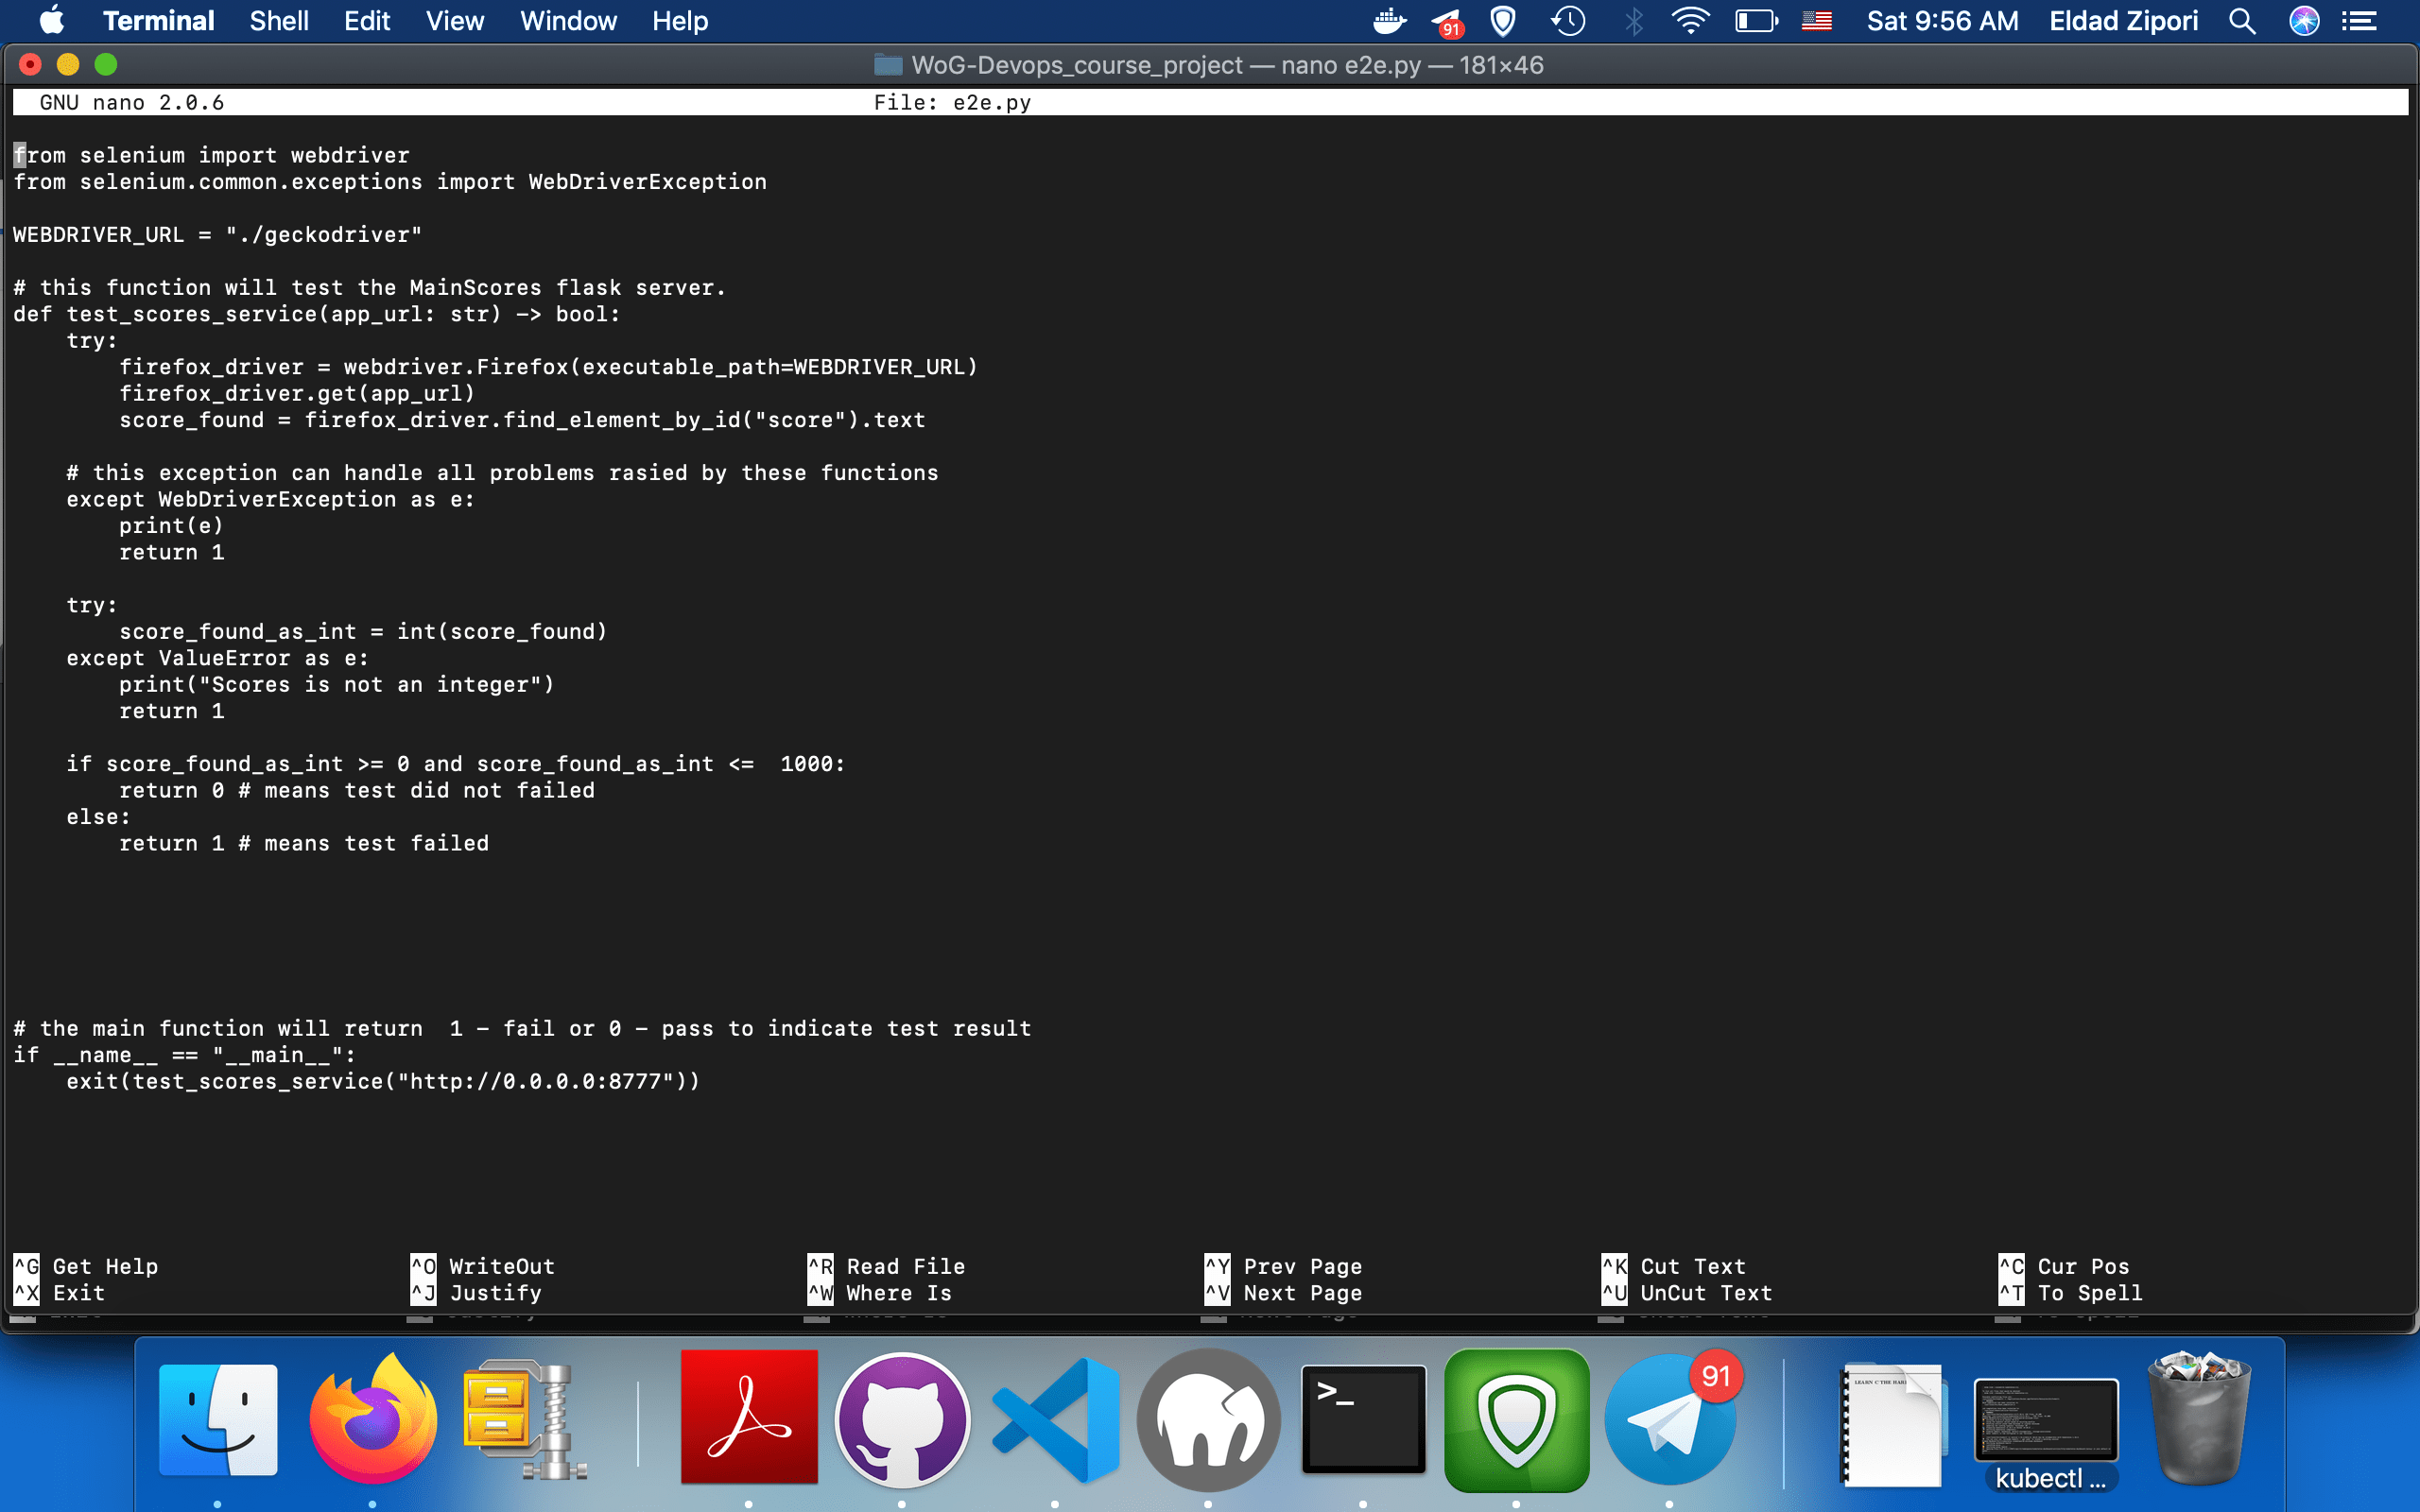 Terminal Shell Edit View Window Help 91 Sat 9:56 AM Eldad Zipori
WoG-Devops_course_project — nano e2e.py — 181×46
GNU nano 2.0.6 File: e2e.py
from selenium import webdriver
from selenium.common.exceptions import WebDriverException
WEBDRIVER_URL = "./geckodriver"
# this function will test the MainScores flask server.
def test_scores_service(app_url: str) -> bool:
    try:
        firefox_driver = webdriver.Firefox(executable_path=WEBDRIVER_URL)
        firefox_driver.get(app_url)
        score_found = firefox_driver.find_element_by_id("score").text
    # this exception can handle all problems rasied by these functions
    except WebDriverException as e:
        print(e)
        return 1
    try:
        score_found_as_int = int(score_found)
    except ValueError as e:
        print("Scores is not an integer")
        return 1
    if score_found_as_int >= 0 and score_found_as_int <=  1000:
        return 0 # means test did not failed
    else:
        return 1 # means test failed
# the main function will return  1 - fail or 0 - pass to indicate test result
if __name__ == "__main__":
    exit(test_scores_service("http://0.0.0.0:8777"))
^G Get Help ^O WriteOut ^R Read File ^Y Prev Page ^K Cut Text ^C Cur Pos
^X Exit ^J Justify ^W Where Is ^V Next Page ^U UnCut Text ^T To Spell
91
>_
kubectl ...